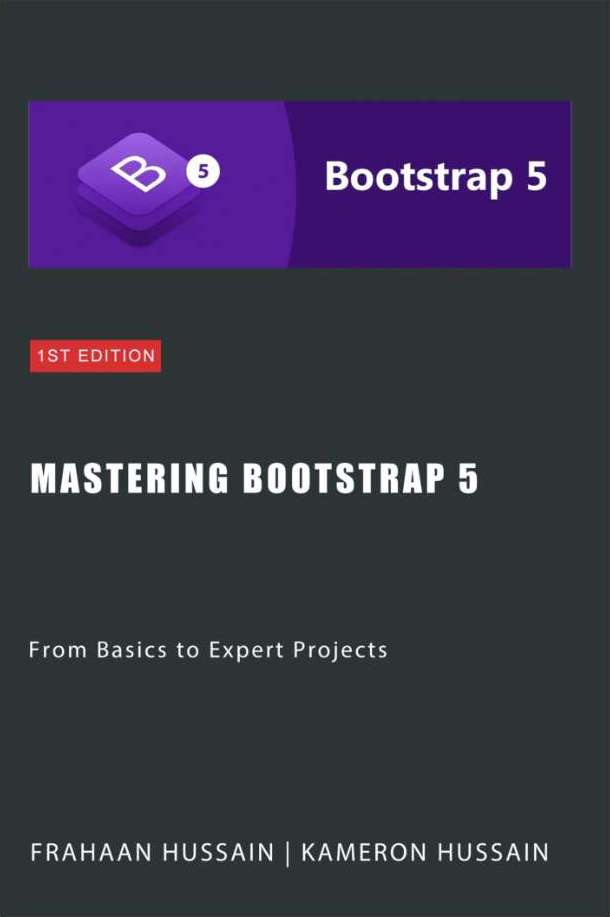 B
5
Bootstrap 5
1ST EDITION
MASTERING BOOTSTRAP 5
From Basics to Expert Projects
FRAHAAN HUSSAIN | KAMERON HUSSAIN